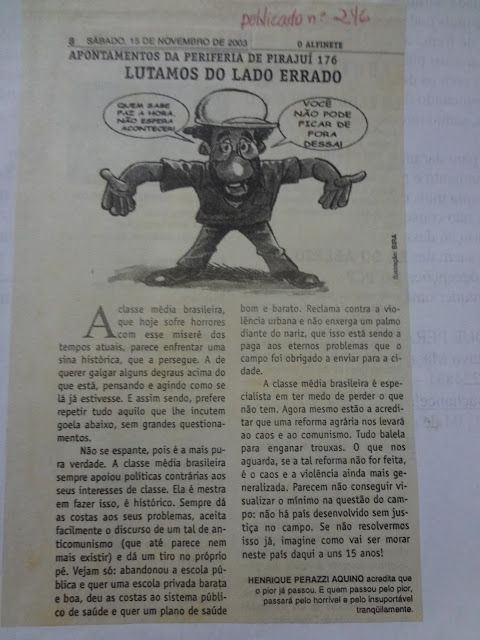 publicado nº 246
8 SÁBADO, 15 DE NOVEMBRO DE 2003 O ALFINETE
APONTAMENTOS DA PERIFERIA DE PIRAJUÍ 176
LUTAMOS DO LADO ERRADO
QUEM SABE
FAZ A HORA,
NÃO ESPERA
ACONTECER!
VOCÊ
NÃO PODE
FICAR DE
FORA
DESSA!
Ilustração: BIRA
A classe média brasileira,
que hoje sofre horrores
com esse miserê dos
tempos atuais, parece enfrentar uma
sina histórica, que a persegue. A de
querer galgar alguns degraus acima do
que está, pensando e agindo como se
lá já estivesse. E assim sendo, prefere
repetir tudo aquilo que lhe incutem
goela abaixo, sem grandes questiona-
mentos.
Não se espante, pois é a mais pu-
ra verdade. A classe média brasileira
sempre apoiou políticas contrárias aos
seus interesses de classe. Ela é mestra
em fazer isso, é histórico. Sempre dá
as costas aos seus problemas, aceita
facilmente o discurso de um tal de an-
ticomunismo (que até parece nem
mais existir) e dá um tiro no próprio
pé. Vejam só: abandonou a escola pú-
blica e quer uma escola privada barata
e boa, deu as costas ao sistema públi-
co de saúde e quer um plano de saúde
bom e barato. Reclama contra a vio-
lência urbana e não enxerga um palmo
diante do nariz, que isso está sendo a
paga aos eternos problemas que o
campo foi obrigado a enviar para a ci-
dade.
A classe média brasileira é espe-
cialista em ter medo de perder o que
não tem. Agora mesmo estão a acredi-
tar que uma reforma agrária nos levará
ao caos e ao comunismo. Tudo balela
para enganar trouxas. O que nos
aguarda, se a tal reforma não for feita,
é o caos e a violência ainda mais ge-
neralizada. Parecem não conseguir vi-
sualizar o mínimo na questão do cam-
po: não há país desenvolvido sem jus-
tiça no campo. Se não resolvermos
isso já, imagine como vai ser morar
neste país daqui a uns 15 anos!
HENRIQUE PERAZZI AQUINO acredita que
o pior já passou. E quem passou pelo pior,
passará pelo horrível e pelo insuportável
tranqüilamente.